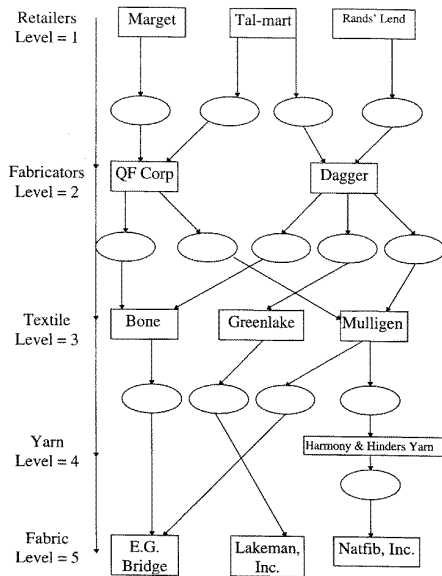 Retailers
Level = 1
Marget
Tal-mart
Rands' Lend
Fabricators
Level = 2
QF Corp
Dagger
Textile
Level = 3
Bone
Greenlake
Mulligen
Yarn
Level = 4
Harmony & Hinders Yarn
Fabric
Level = 5
E.G.
Bridge
Lakeman,
Inc.
Natfib, Inc.